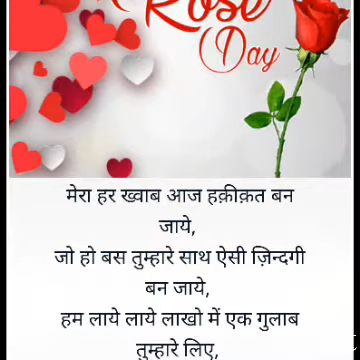 Rose
Day
मेरा हर ख्वाब आज हक़ीक़त बन
जाये,
जो हो बस तुम्हारे साथ ऐसी ज़िन्दगी
बन जाये,
हम लाये लाये लाखो में एक गुलाब
तुम्हारे लिए,